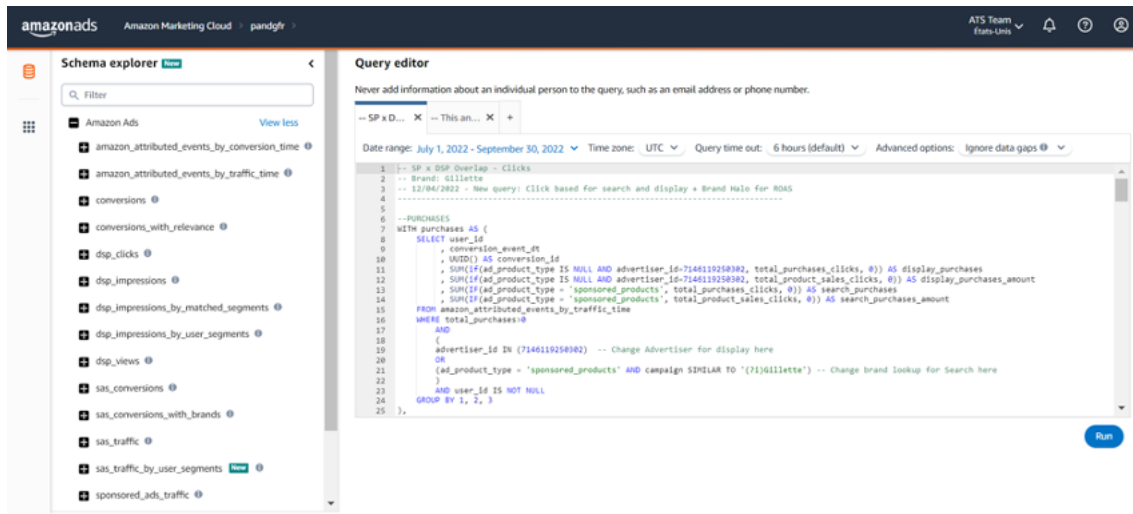 amazonads Amazon Marketing Cloud pandgfr
ATS Team
États-Unis
Schema explorer New
Filter
Amazon Ads View less
amazon_attributed_events_by_conversion_time
amazon_attributed_events_by_traffic_time
conversions
conversions_with_relevance
dsp_clicks
dsp_impressions
dsp_impressions_by_matched_segments
dsp_impressions_by_user_segments
dsp_views
sas_conversions
sas_conversions_with_brands
sas_traffic
sas_traffic_by_user_segments New
sponsored_ads_traffic
Query editor
Never add information about an individual person to the query, such as an email address or phone number.
-- SP x D... × -- This an... × +
Date range: July 1, 2022 - September 30, 2022 Time zone: UTC Query time out: 6 hours (default) Advanced options: Ignore data gaps
1 -- SP x DSP Overlap - Clicks
2 -- Brand: Gillette
3 -- 12/04/2022 - New query: Click based for search and display + Brand Halo for ROAS
4 --------------------------------------------------------------------------------
5
6 --PURCHASES
7 WITH purchases AS (
8 SELECT user_id
9 , conversion_event_dt
10 , UUID() AS conversion_id
11 , SUM(if(ad_product_type IS NULL AND advertiser_id=7146119250302, total_purchases_clicks, 0)) AS display_purchases
12 , SUM(if(ad_product_type IS NULL AND advertiser_id=7146119250302, total_product_sales_clicks, 0)) AS display_purchases_amount
13 , SUM(IF(ad_product_type = 'sponsored_products', total_purchases_clicks, 0)) AS search_purchases
14 , SUM(IF(ad_product_type = 'sponsored_products', total_product_sales_clicks, 0)) AS search_purchases_amount
15 FROM amazon_attributed_events_by_traffic_time
16 WHERE total_purchases>0
17 AND
18 (
19 advertiser_id IN (7146119250302) -- Change Advertiser for display here
20 OR
21 (ad_product_type = 'sponsored_products' AND campaign SIMILAR TO '(?i)Gillette') -- Change brand lookup for Search here
22 )
23 AND user_id IS NOT NULL
24 GROUP BY 1, 2, 3
25 ),
Run